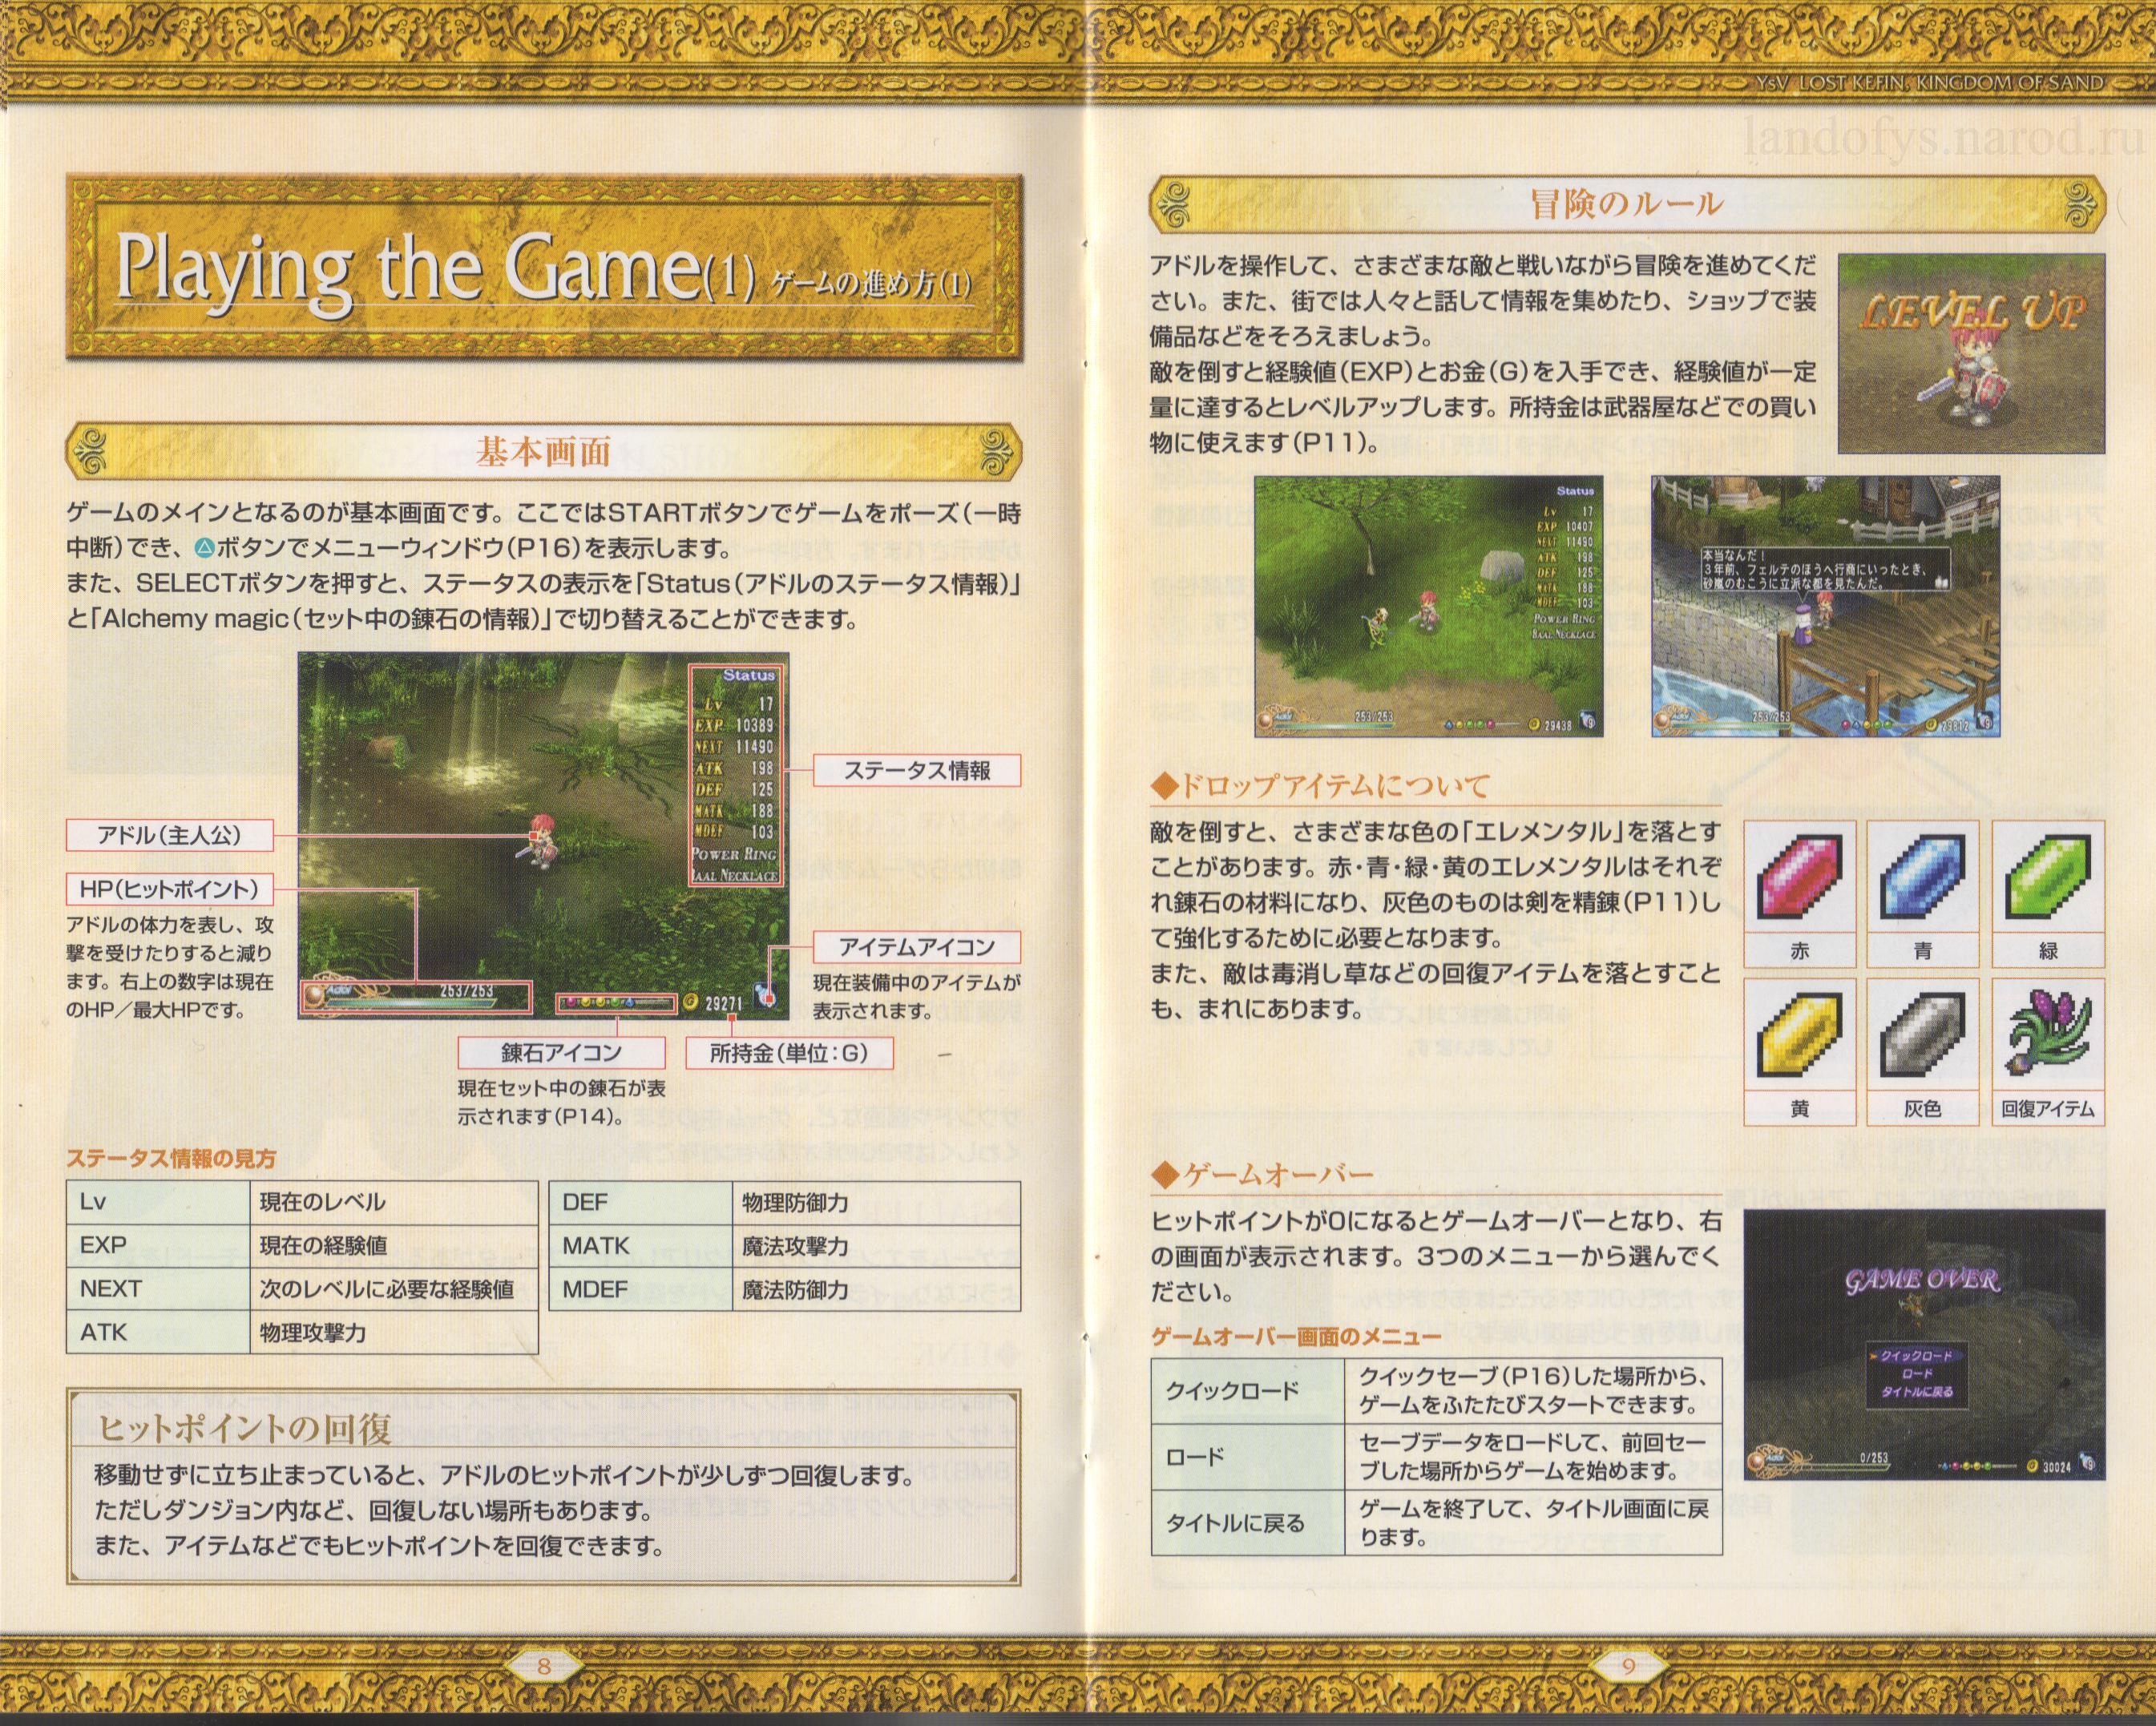 YsV LOST KEFIN, KINGDOM OF SAND
landofys.narod.ru
Playing the Game(1) ゲームの進め方(1)
基本画面
ゲームのメインとなるのが基本画面です。ここではSTARTボタンでゲームをポーズ(一時
中断)でき、△ボタンでメニューウィンドウ(P16)を表示します。
また、SELECTボタンを押すと、ステータスの表示を「Status(アドルのステータス情報)」
と「Alchemy magic(セット中の錬石の情報)」で切り替えることができます。
Status
Lv 17
EXP 10389
NEXT 11490
ATK 198
DEF 125
MATK 188
MDEF 103
POWER RING
BAAL NECKLACE
Adol 253/253
29271
ステータス情報
アドル(主人公)
HP(ヒットポイント)
アドルの体力を表し、攻
撃を受けたりすると減り
ます。右上の数字は現在
のHP／最大HPです。
アイテムアイコン
現在装備中のアイテムが
表示されます。
錬石アイコン
現在セット中の錬石が表
示されます(P14)。
所持金(単位:G)
ステータス情報の見方
Lv 現在のレベル
EXP 現在の経験値
NEXT 次のレベルに必要な経験値
ATK 物理攻撃力
DEF 物理防御力
MATK 魔法攻撃力
MDEF 魔法防御力
ヒットポイントの回復
移動せずに立ち止まっていると、アドルのヒットポイントが少しずつ回復します。
ただしダンジョン内など、回復しない場所もあります。
また、アイテムなどでもヒットポイントを回復できます。
8
冒険のルール
アドルを操作して、さまざまな敵と戦いながら冒険を進めてくだ
さい。また、街では人々と話して情報を集めたり、ショップで装
備品などをそろえましょう。
敵を倒すと経験値(EXP)とお金(G)を入手でき、経験値が一定
量に達するとレベルアップします。所持金は武器屋などでの買い
物に使えます(P11)。
LEVEL UP
Status
Lv 17
EXP 10407
NEXT 11490
ATK 198
DEF 125
MATK 188
MDEF 103
POWER RING
BAAL NECKLACE
Adol 253/253
29438
本当なんだ！
３年前、フェルテのほうへ行商にいったとき、
砂嵐のむこうに立派な都を見たんだ。
Adol 253/253
29812
◆ドロップアイテムについて
敵を倒すと、さまざまな色の「エレメンタル」を落とす
ことがあります。赤・青・緑・黄のエレメンタルはそれぞ
れ錬石の材料になり、灰色のものは剣を精錬(P11)し
て強化するために必要となります。
また、敵は毒消し草などの回復アイテムを落とすこと
も、まれにあります。
赤
青
緑
黄
灰色
回復アイテム
◆ゲームオーバー
ヒットポイントが0になるとゲームオーバーとなり、右
の画面が表示されます。3つのメニューから選んでく
ださい。
ゲームオーバー画面のメニュー
クイックロード
クイックセーブ(P16)した場所から、
ゲームをふたたびスタートできます。
ロード
セーブデータをロードして、前回セー
ブした場所からゲームを始めます。
タイトルに戻る
ゲームを終了して、タイトル画面に戻
ります。
GAME OVER
クイックロード
ロード
タイトルに戻る
Adol 0/253
30024
9